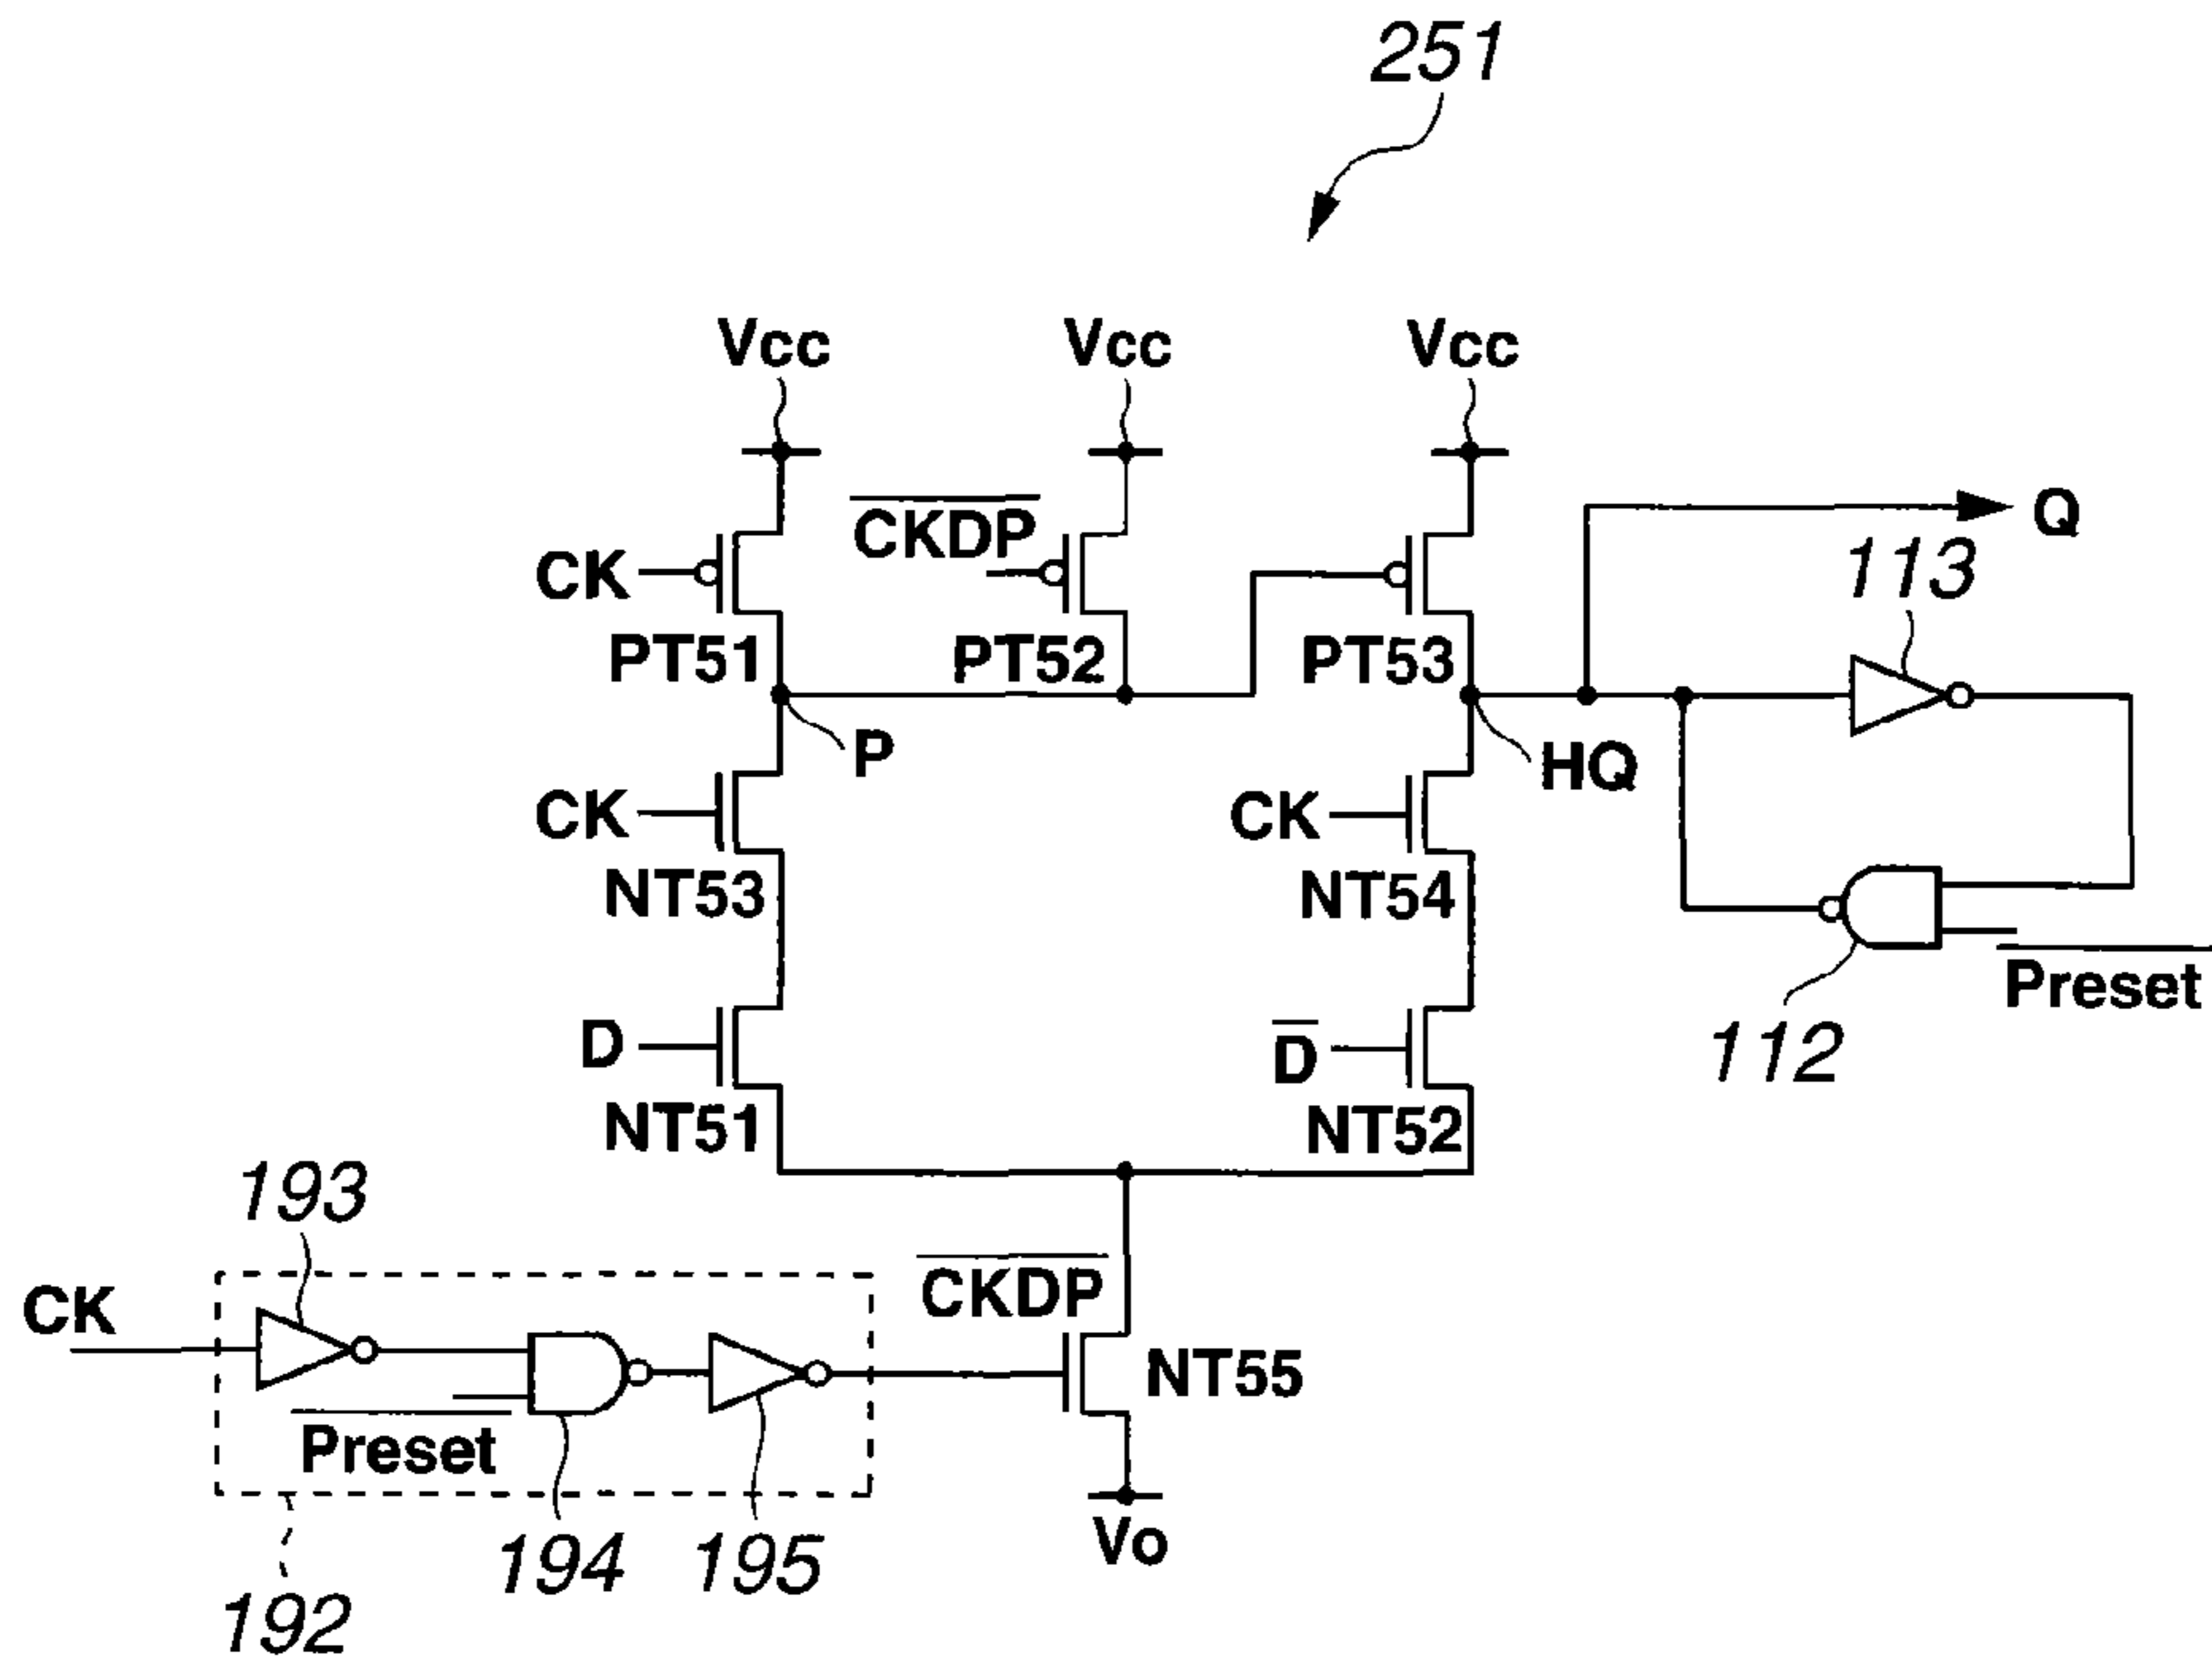 251
Vcc Vcc Vcc
CKDP
Q
CK
113
PT51 PT52 PT53
P
HQ
CK CK
NT53 NT54
Preset
D D
112
NT51 NT52
193
CKDP
CK
NT55
Preset
Vo
194 195
192